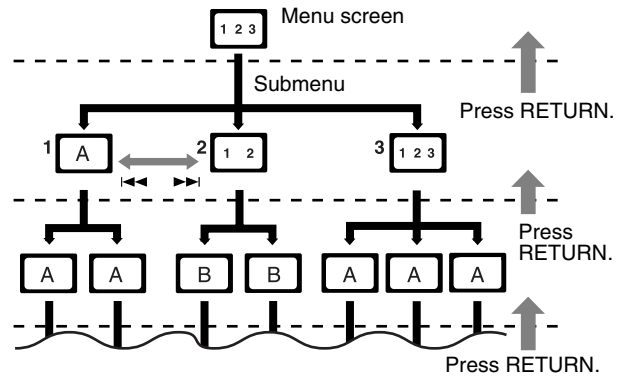 1 2 3 Menu screen
Submenu
Press RETURN.
1 A 2 1 2 3 1 2 3
Press
RETURN.
A A B B A A A
Press RETURN.